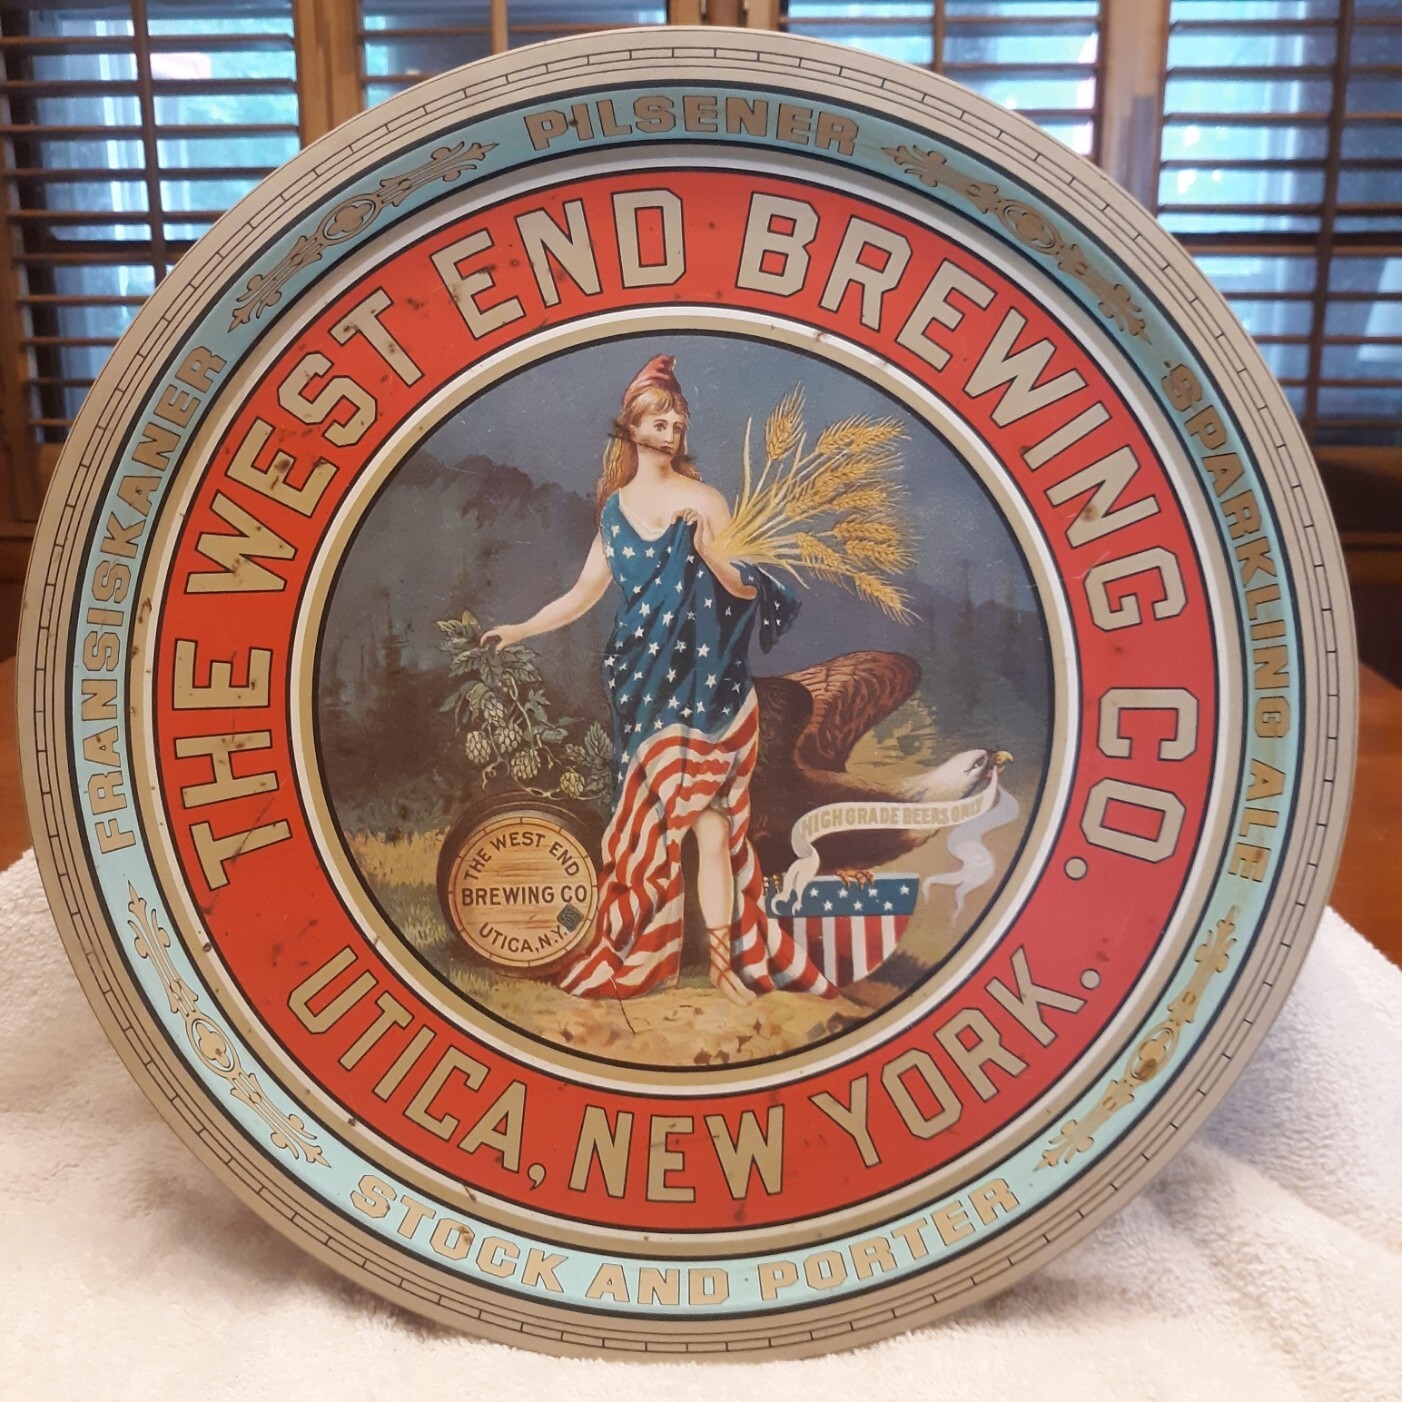 PILSENER
FRANSISKANER
SPARKLING ALE
STOCK AND PORTER
THE WEST END BREWING CO.
UTICA, NEW YORK.
HIGH GRADE BEERS ONLY
THE WEST END
BREWING CO
UTICA, N.Y.